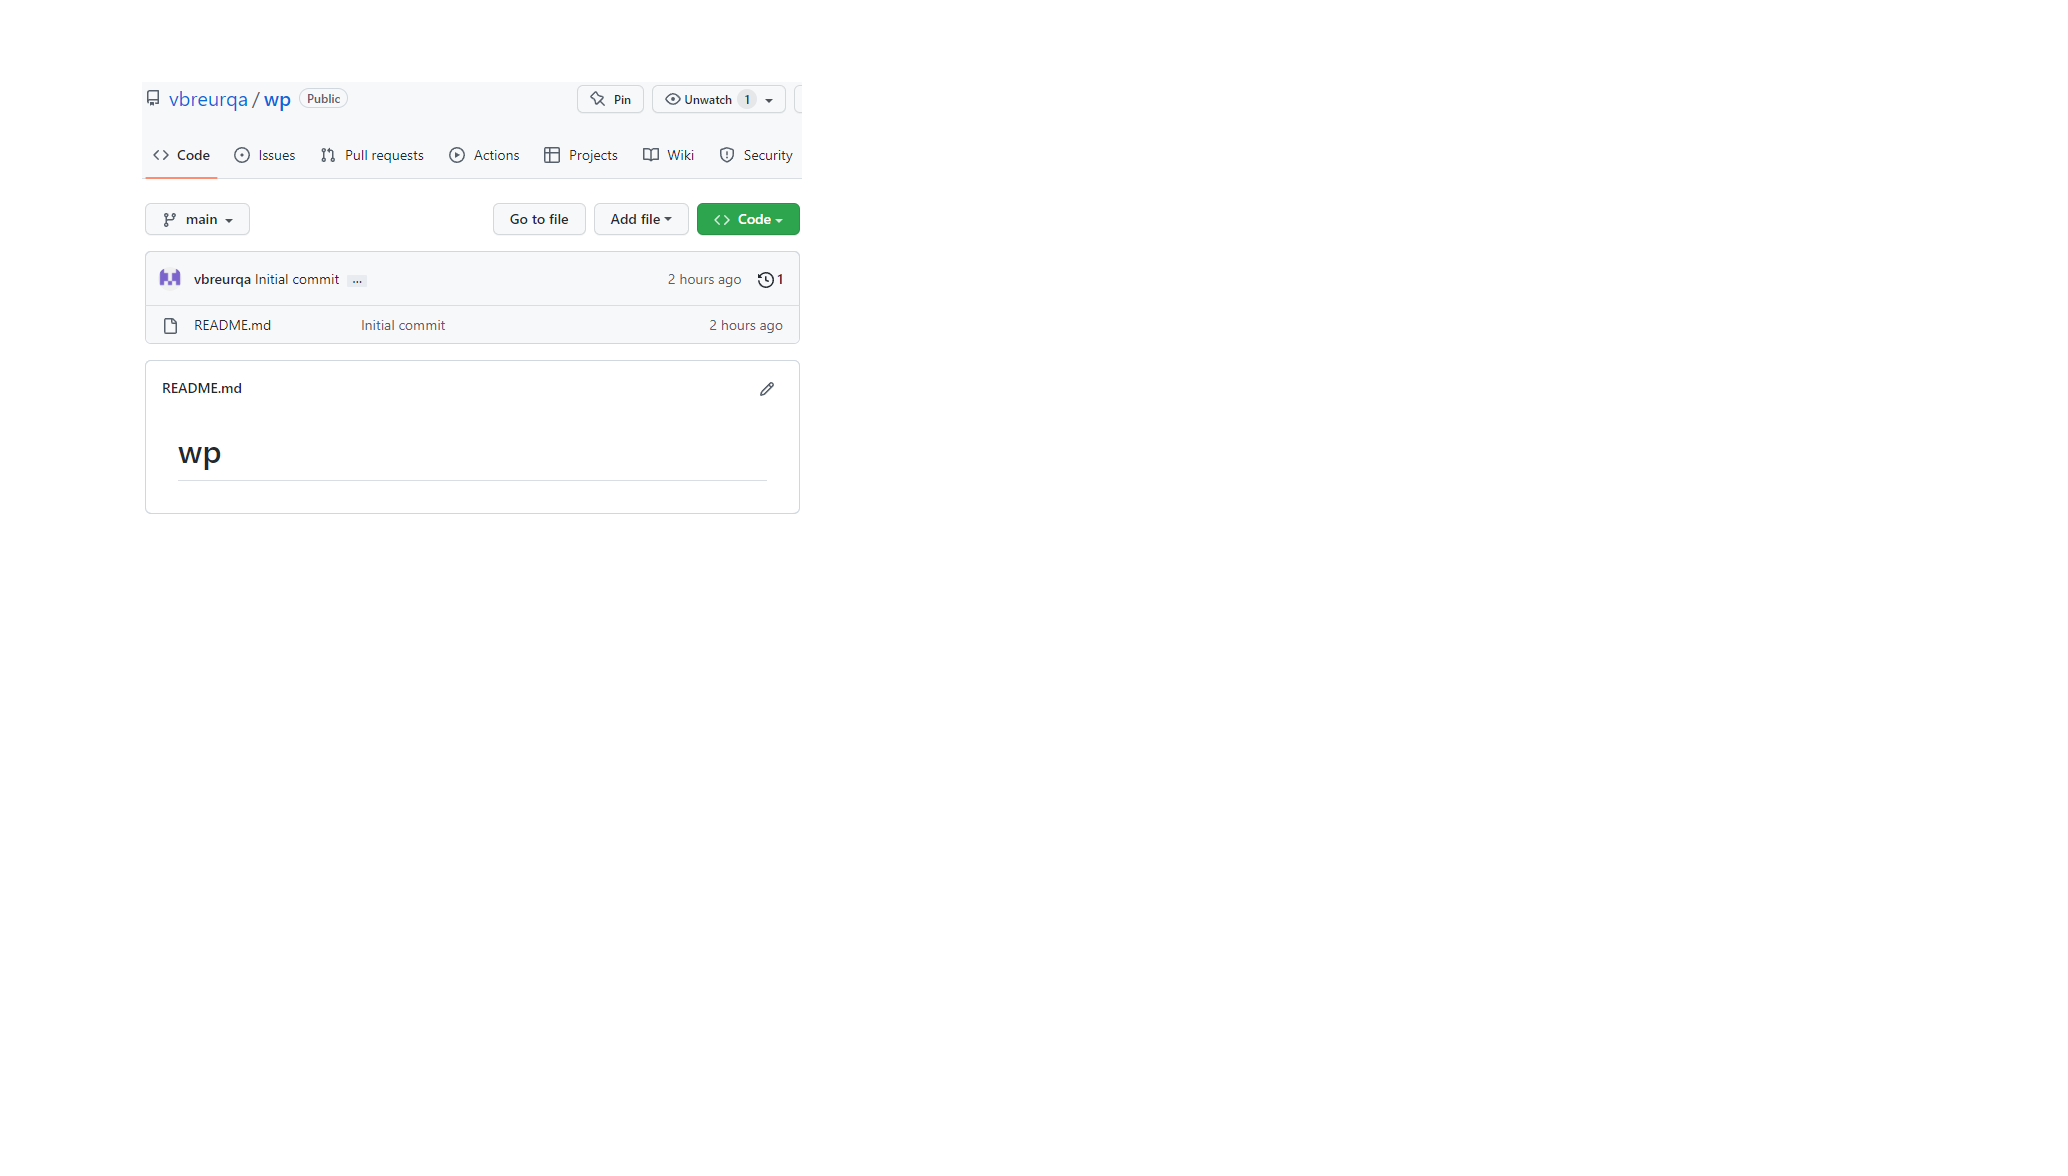 vbreurqa / wp Public Pin Unwatch 1
Code Issues Pull requests Actions Projects Wiki Security
main Go to file Add file Code
vbreurqa Initial commit ... 2 hours ago 1
README.md Initial commit 2 hours ago
README.md
wp